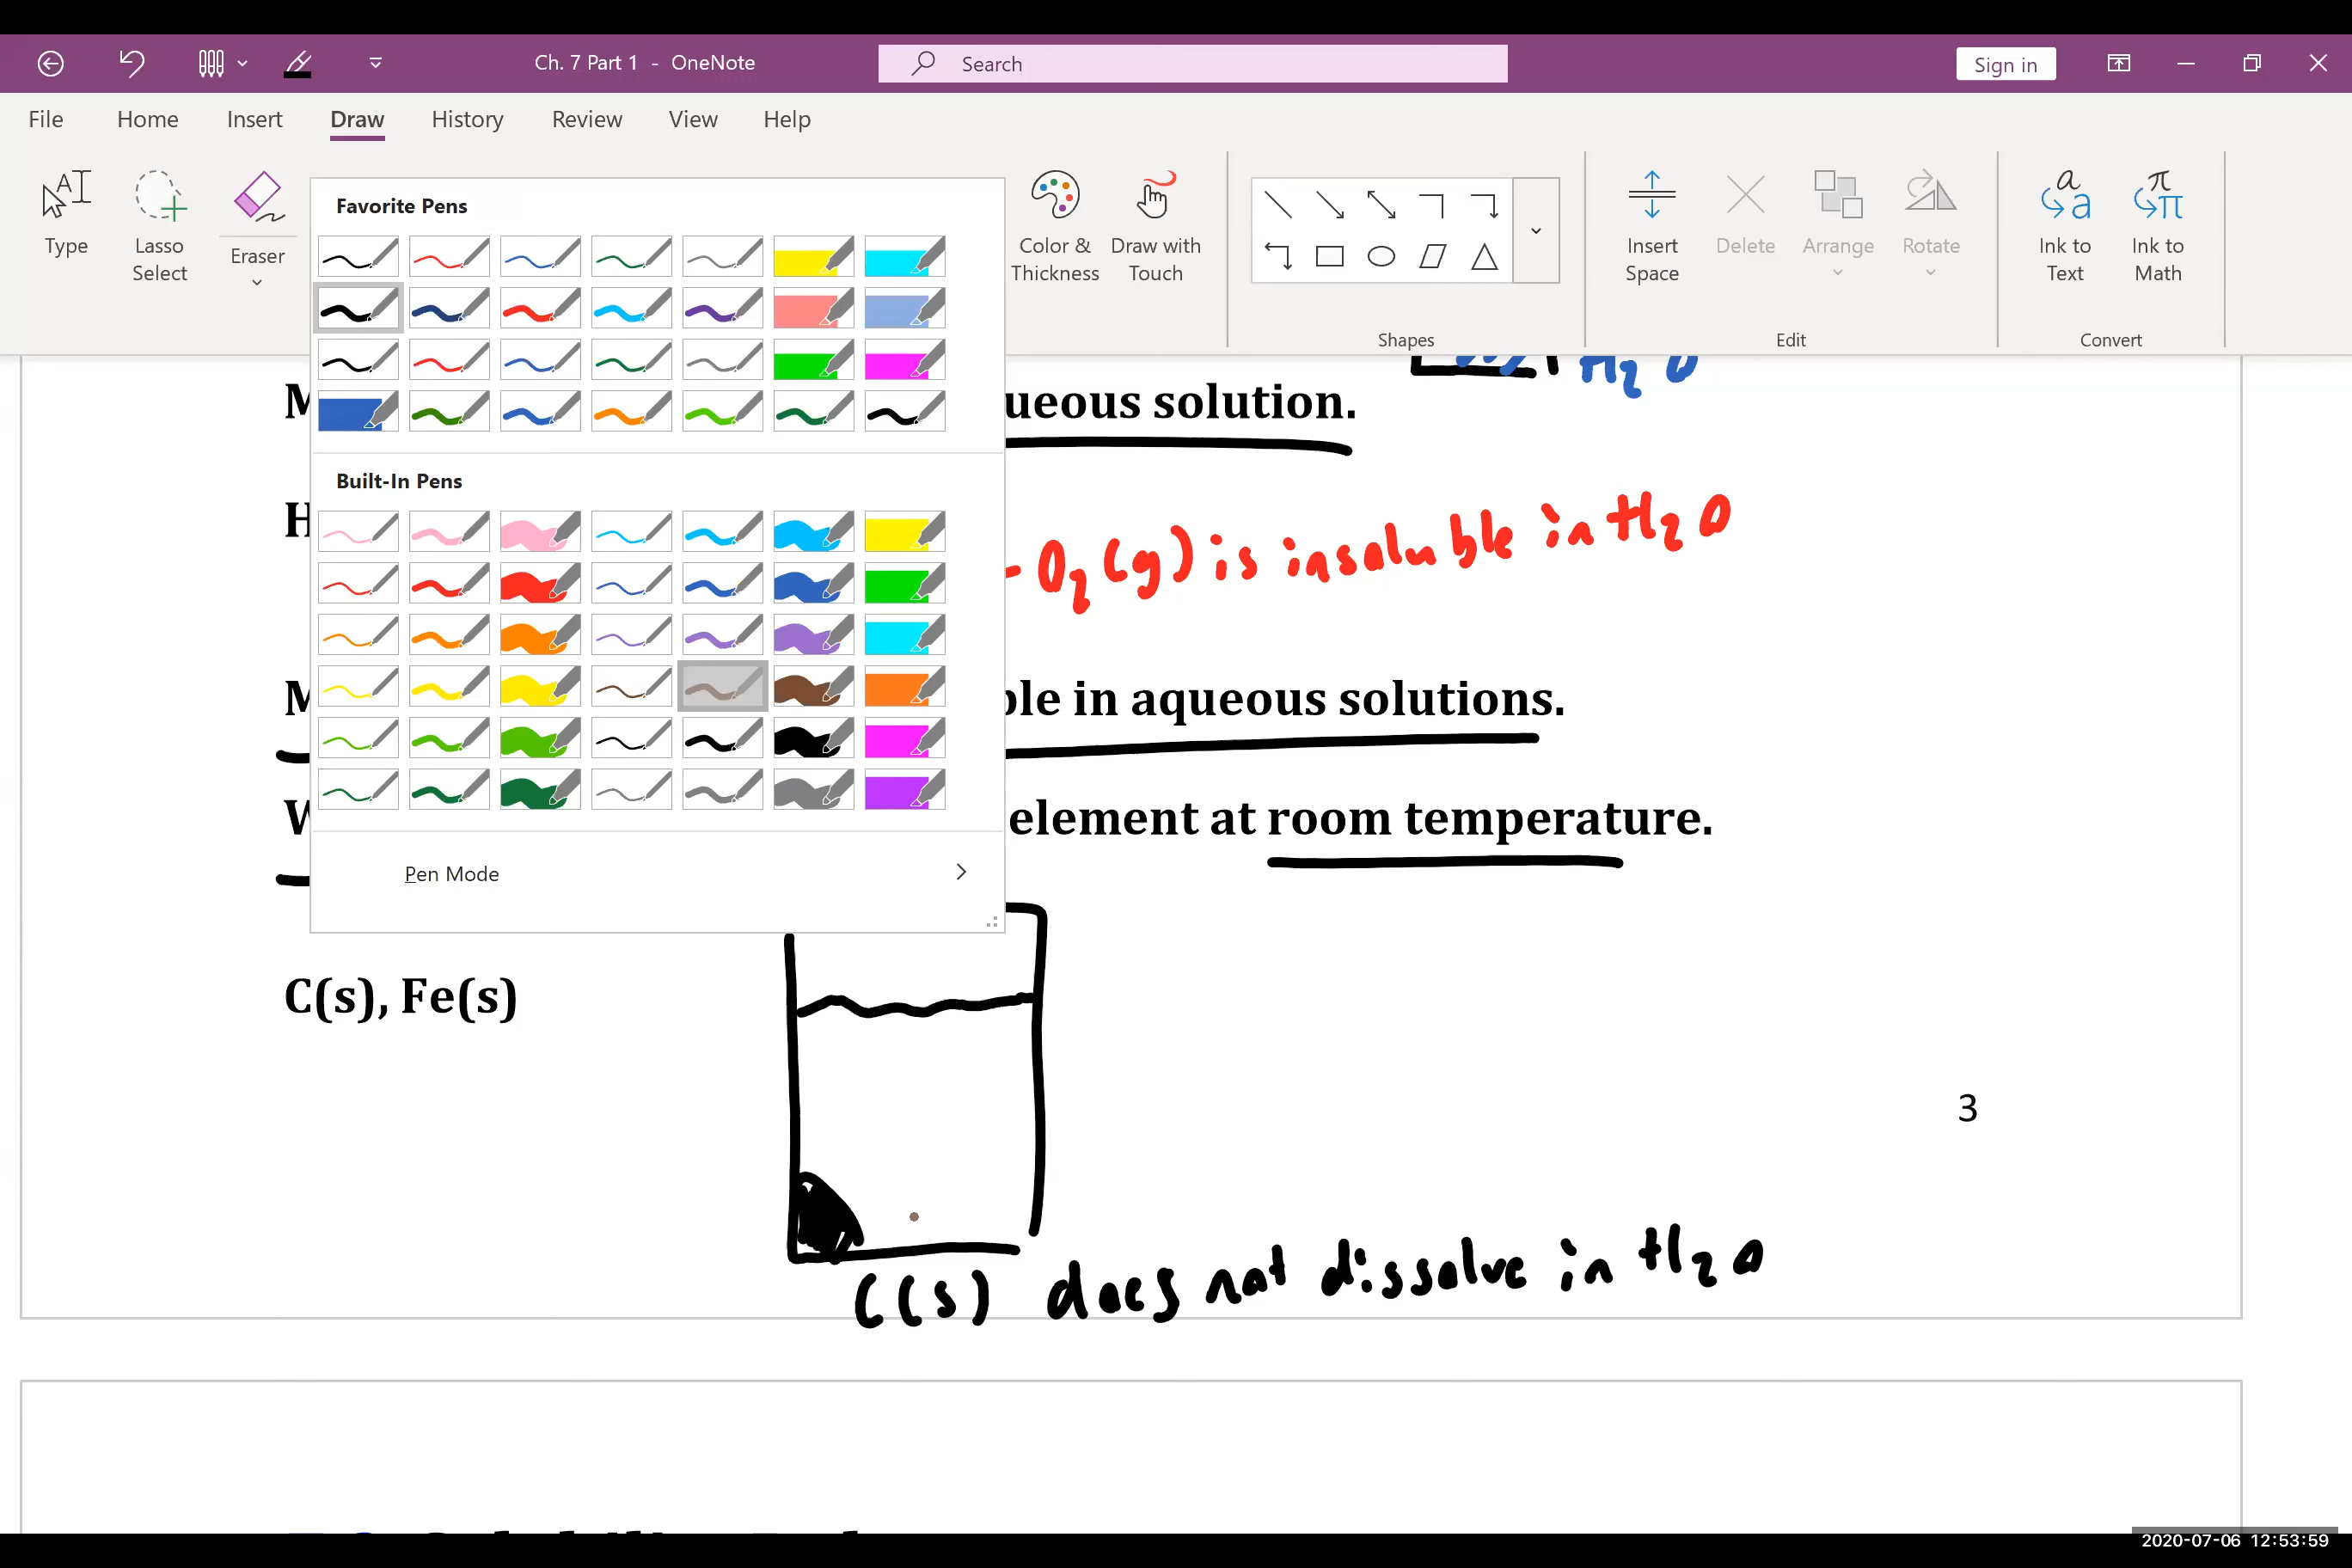 Ch. 7 Part 1 - OneNote
Search
Sign in
File Home Insert Draw History Review View Help
Type
Lasso Select
Eraser
Color & Thickness
Draw with Touch
Shapes
Insert Space
Delete
Arrange
Rotate
Edit
Ink to Text
Ink to Math
Convert
Favorite Pens
Built-In Pens
Pen Mode
H2O
M ueous solution.
H - O2(g) is insoluble in H2O
M ble in aqueous solutions.
W element at room temperature.
C(s), Fe(s)
3
C(s) does not dissolve in H2O
2020-07-06 12:53:59